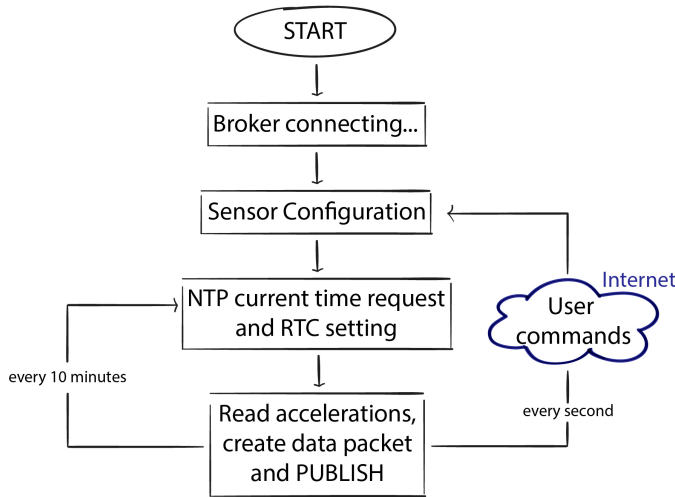 START
Broker connecting...
Sensor Configuration
NTP current time request
and RTC setting
Internet
User
commands
every 10 minutes
every second
Read accelerations,
create data packet
and PUBLISH